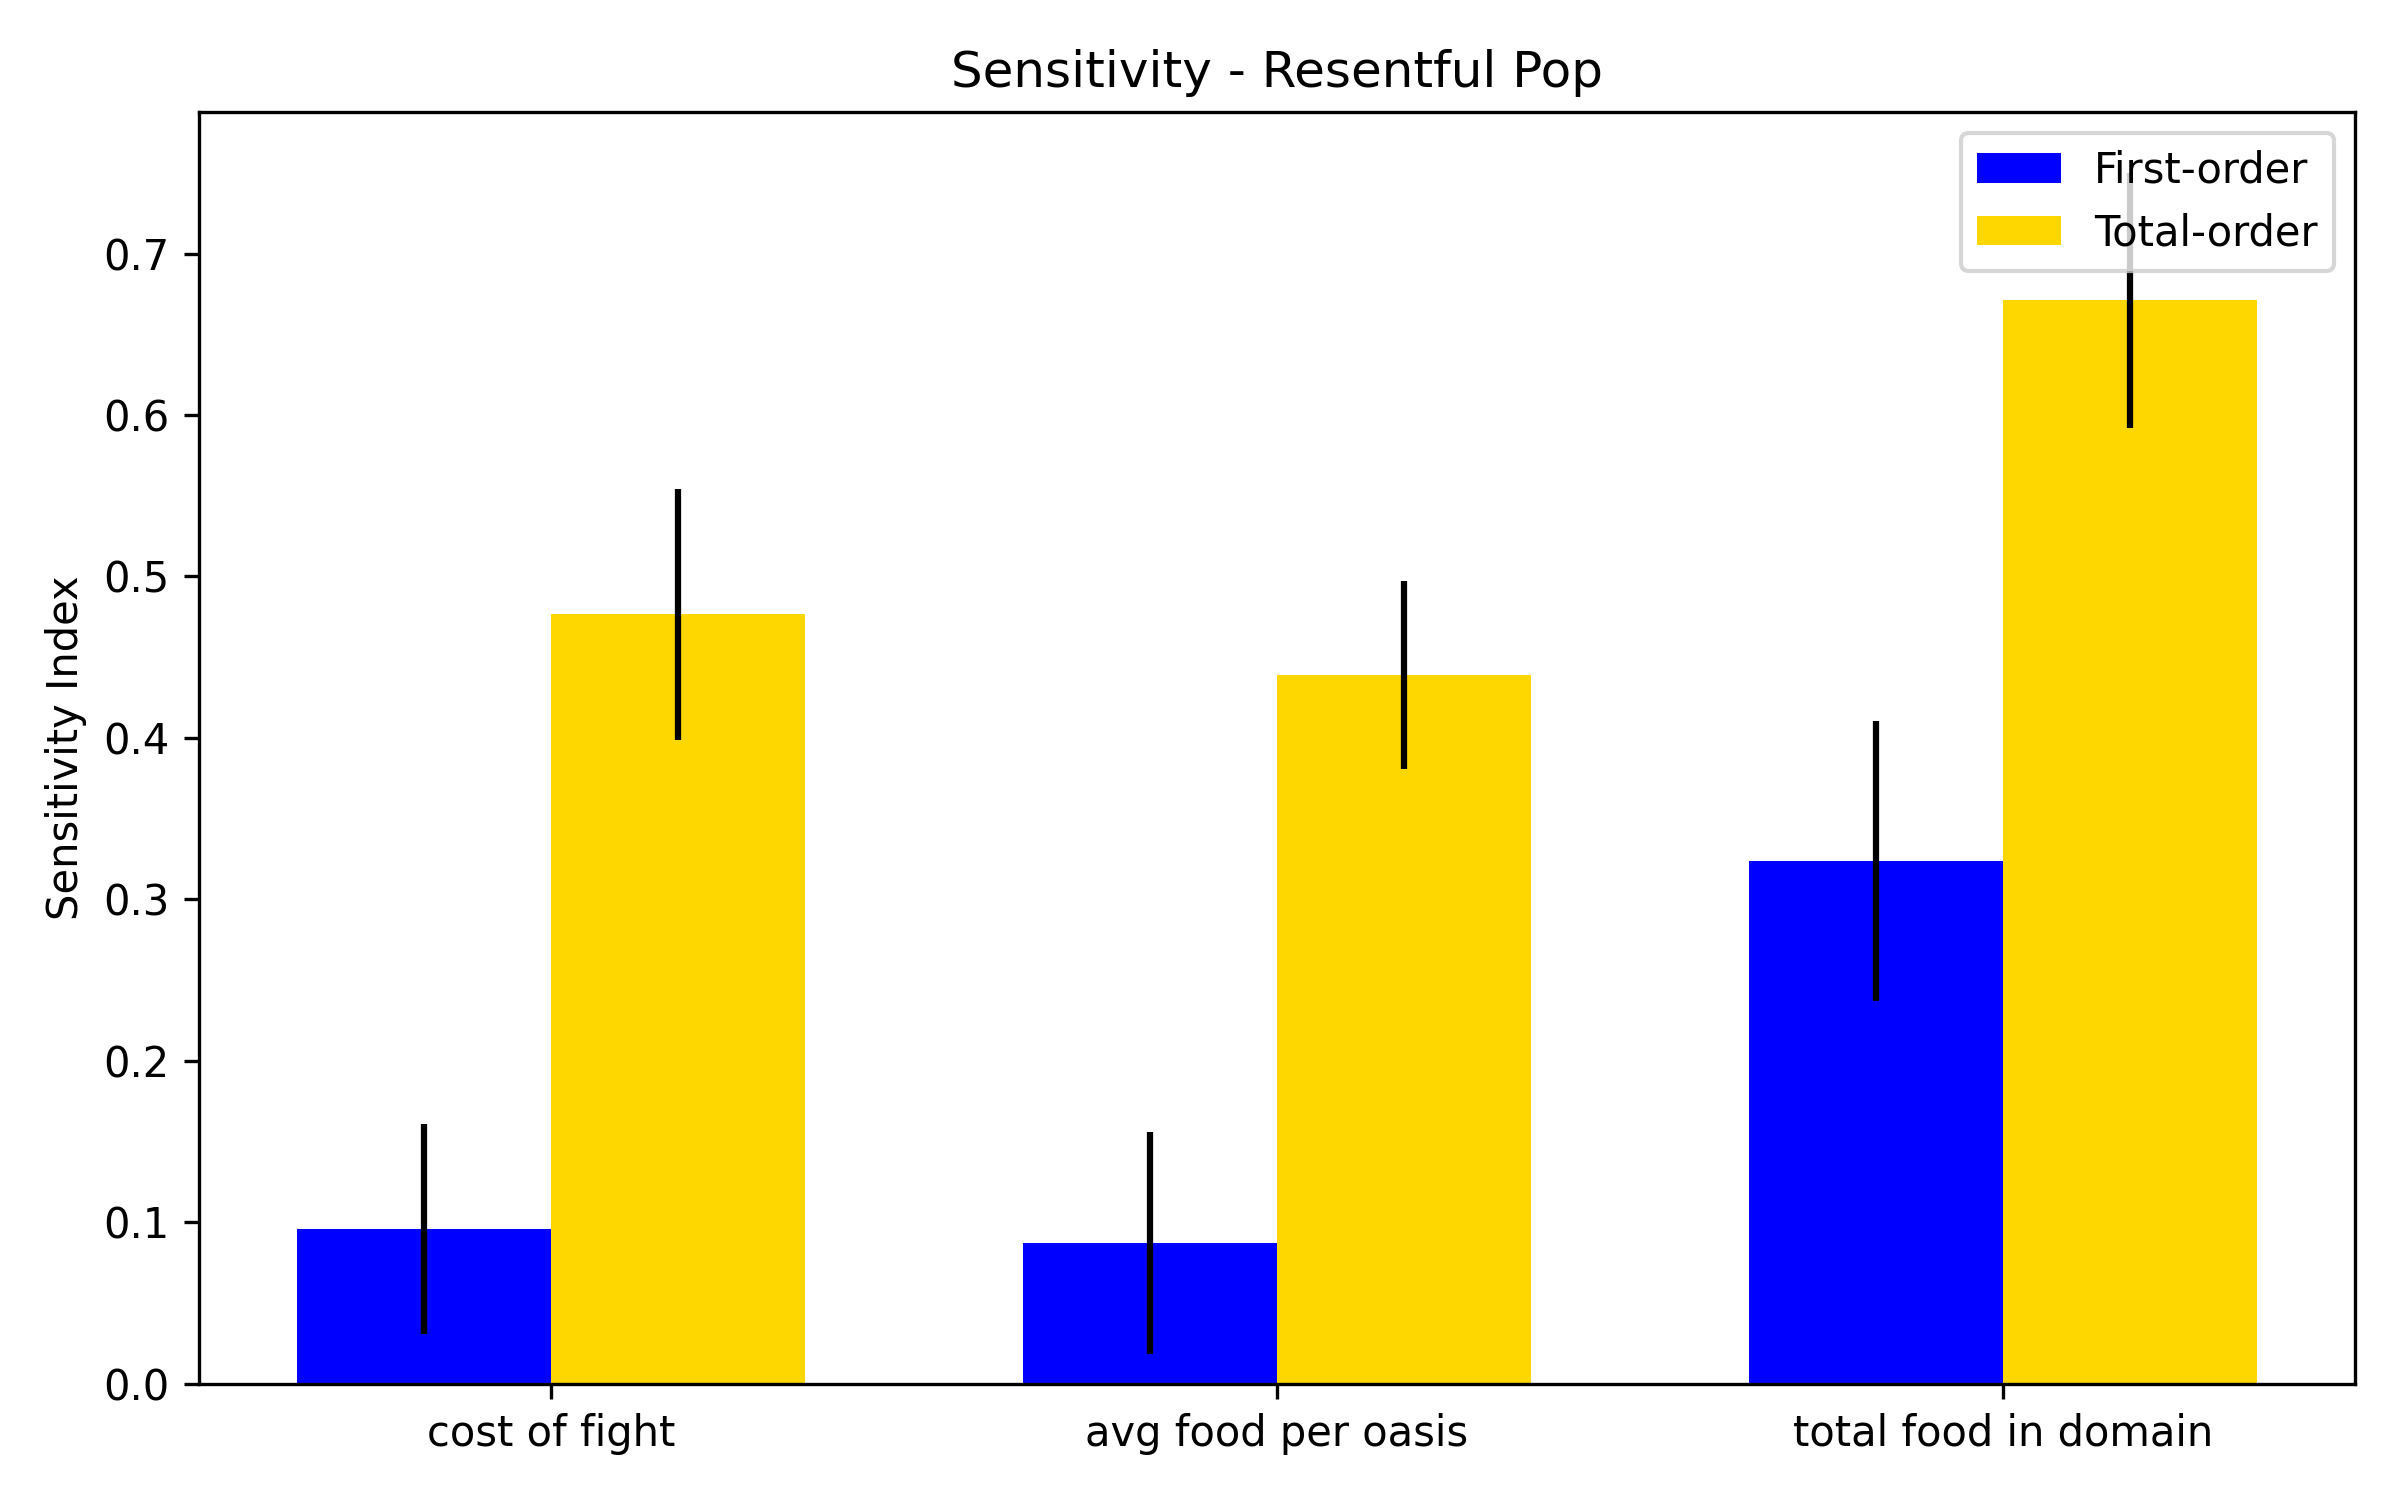 Sensitivity - Resentful Pop
First-order
Total-order
Sensitivity Index
0.7
0.6
0.5
0.4
0.3
0.2
0.1
0.0
cost of fight
avg food per oasis
total food in domain